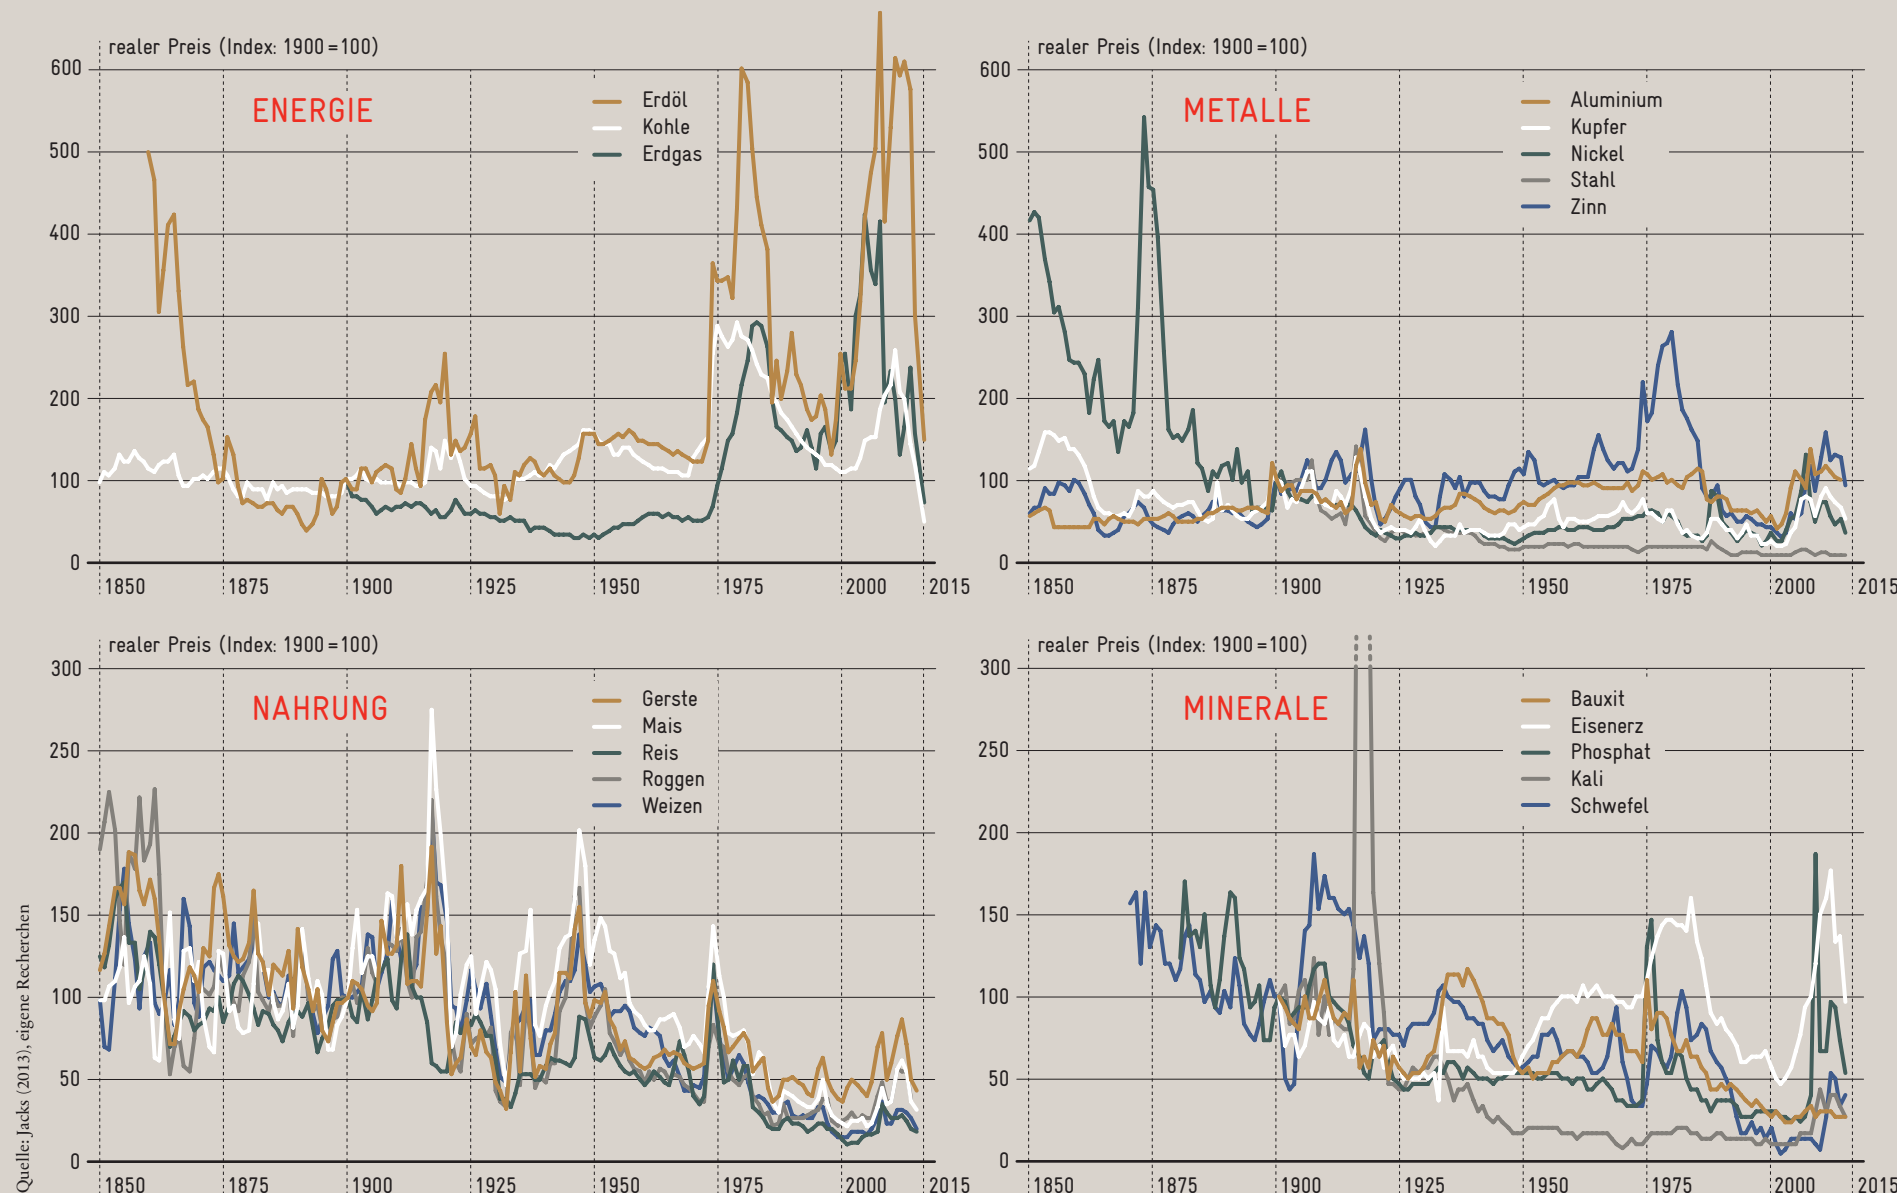 realer Preis (Index: 1900=100)
600
500
400
300
200
100
0
ENERGIE
Erdöl
Kohle
Erdgas
1850 1875 1900 1925 1950 1975 2000 2015
realer Preis (Index: 1900=100)
600
500
400
300
200
100
0
METALLE
Aluminium
Kupfer
Nickel
Stahl
Zinn
1850 1875 1900 1925 1950 1975 2000 2015
realer Preis (Index: 1900=100)
300
250
200
150
100
50
0
NAHRUNG
Gerste
Mais
Reis
Roggen
Weizen
1850 1875 1900 1925 1950 1975 2000 2015
realer Preis (Index: 1900=100)
300
250
200
150
100
50
0
MINERALE
Bauxit
Eisenerz
Phosphat
Kali
Schwefel
1850 1875 1900 1925 1950 1975 2000 2015
Quelle: Jacks (2013), eigene Recherchen